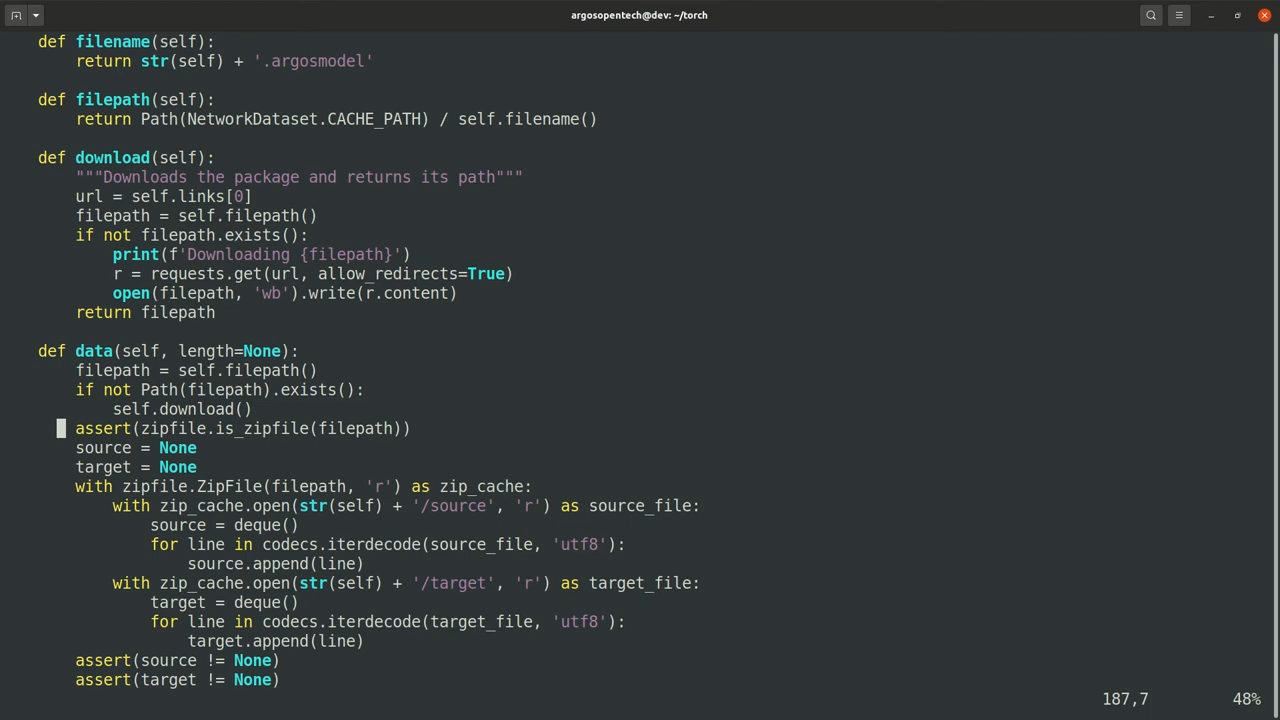 argosopentech@dev: ~/torch
    def filename(self):
        return str(self) + '.argosmodel'

    def filepath(self):
        return Path(NetworkDataset.CACHE_PATH) / self.filename()

    def download(self):
        """Downloads the package and returns its path"""
        url = self.links[0]
        filepath = self.filepath()
        if not filepath.exists():
            print(f'Downloading {filepath}')
            r = requests.get(url, allow_redirects=True)
            open(filepath, 'wb').write(r.content)
        return filepath

    def data(self, length=None):
        filepath = self.filepath()
        if not Path(filepath).exists():
            self.download()
        assert(zipfile.is_zipfile(filepath))
        source = None
        target = None
        with zipfile.ZipFile(filepath, 'r') as zip_cache:
            with zip_cache.open(str(self) + '/source', 'r') as source_file:
                source = deque()
                for line in codecs.iterdecode(source_file, 'utf8'):
                    source.append(line)
            with zip_cache.open(str(self) + '/target', 'r') as target_file:
                target = deque()
                for line in codecs.iterdecode(target_file, 'utf8'):
                    target.append(line)
        assert(source != None)
        assert(target != None)
187,7 48%